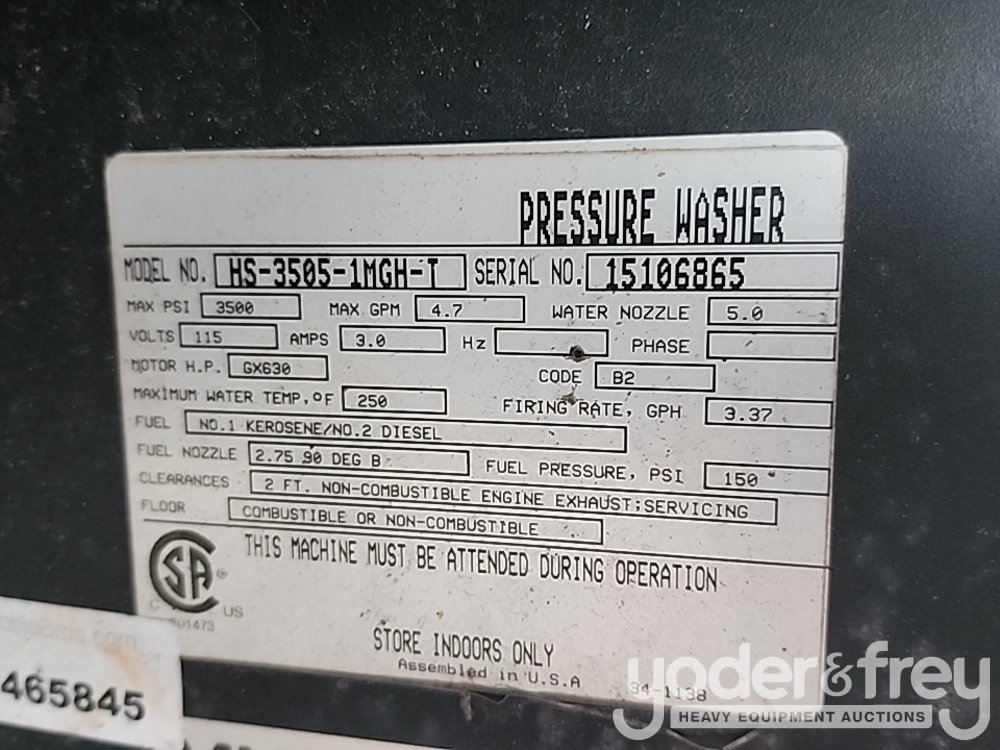 PRESSURE WASHER
MODEL NO. HS-3505-1MGH-T SERIAL NO. 15106865
MAX PSI 3500 MAX GPM 4.7 WATER NOZZLE 5.0
VOLTS 115 AMPS 3.0 Hz PHASE
MOTOR H.P. GX630 CODE B2
MAXIMUM WATER TEMP,ºF 250 FIRING RATE, GPH 3.37
FUEL NO.1 KEROSENE/NO.2 DIESEL
FUEL NOZZLE 2.75 90 DEG B FUEL PRESSURE, PSI 150
CLEARANCES 2 FT. NON-COMBUSTIBLE ENGINE EXHAUST;SERVICING
FLOOR COMBUSTIBLE OR NON-COMBUSTIBLE
THIS MACHINE MUST BE ATTENDED DURING OPERATION
SA ®
C US
STORE INDOORS ONLY
Assembled in U.S.A 94-1138
465845
yoder&frey
HEAVY EQUIPMENT AUCTIONS